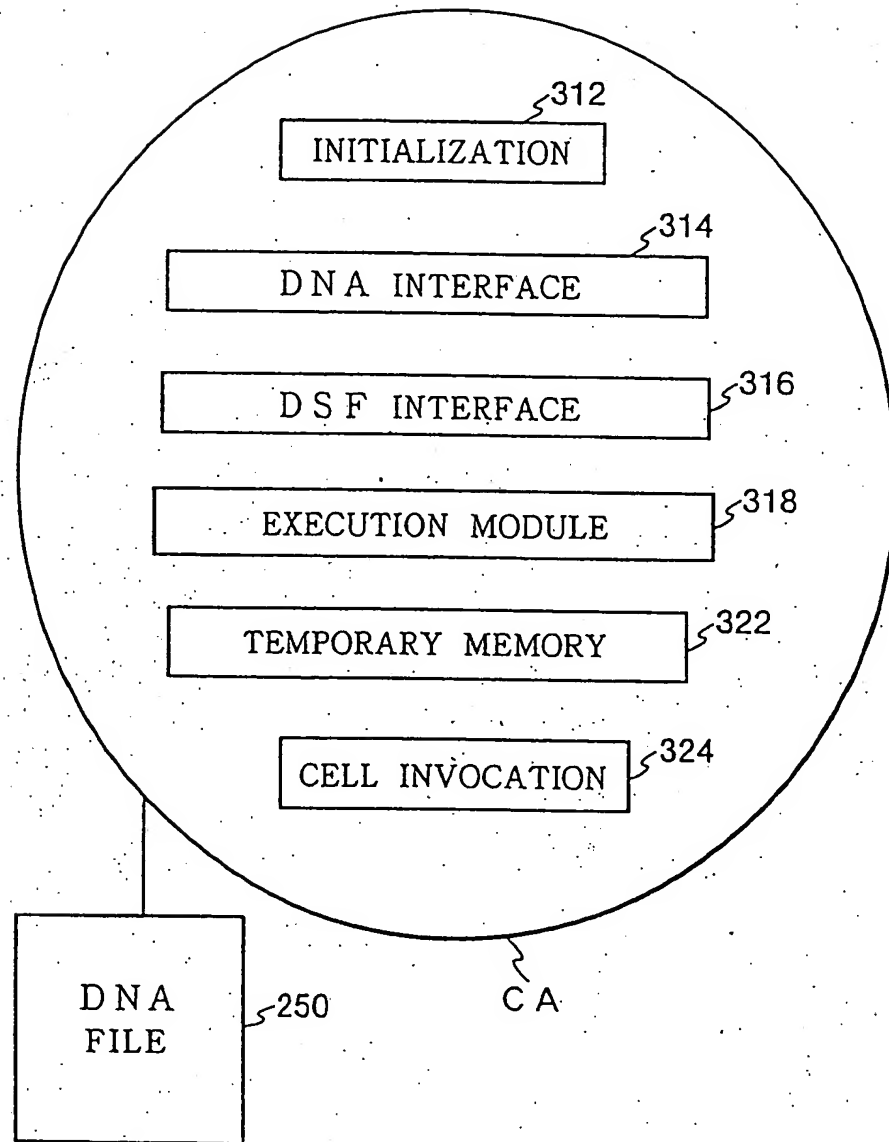 312
INITIALIZATION
314
DNA INTERFACE
316
DSF INTERFACE
318
EXECUTION MODULE
322
TEMPORARY MEMORY
324
CELL INVOCATION
CA
DNA
FILE
250